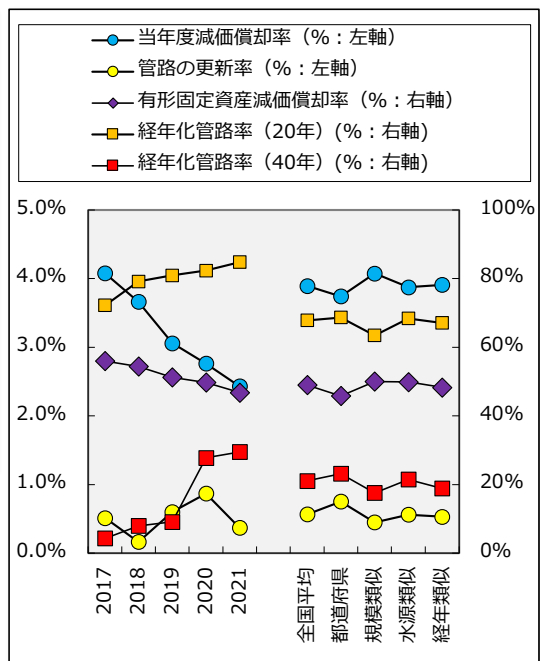 当年度減価償却率（%：左軸）
管路の更新率（%：左軸）
有形固定資産減価償却率（%：右軸）
経年化管路率（20年）(%：右軸)
経年化管路率（40年）(%：右軸)
5.0% 100%
4.0% 80%
3.0% 60%
2.0% 40%
1.0% 20%
0.0% 0%
2017
2018
2019
2020
2021
全国平均
都道府県
規模類似
水源類似
経年類似